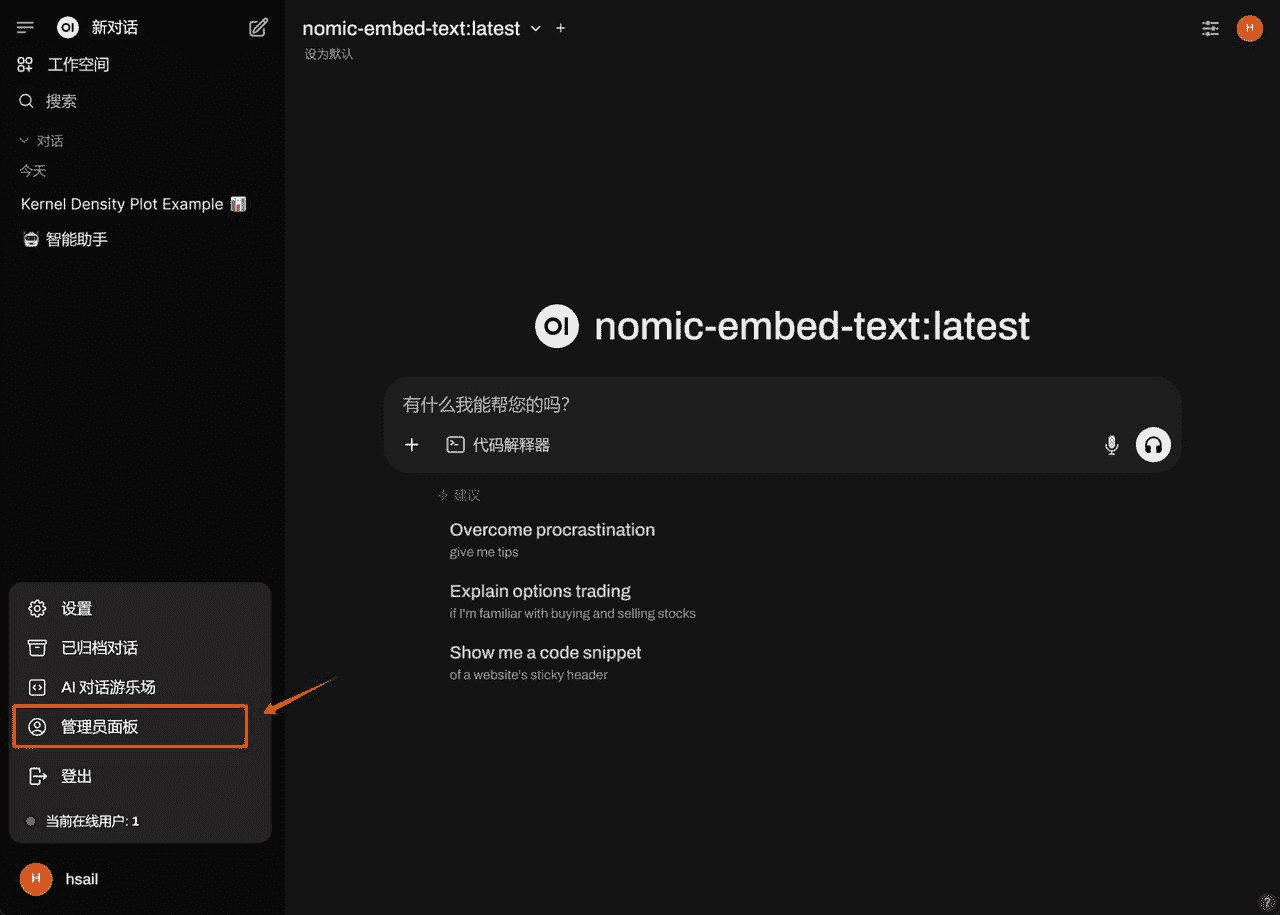 OI 新对话
工作空间
搜索
对话
今天
Kernel Density Plot Example
智能助手
设置
已归档对话
AI 对话游乐场
管理员面板
登出
当前在线用户: 1
H hsail
nomic-embed-text:latest
设为默认
H
OI nomic-embed-text:latest
有什么我能帮您的吗?
代码解释器
建议
Overcome procrastination
give me tips
Explain options trading
if I'm familiar with buying and selling stocks
Show me a code snippet
of a website's sticky header
?